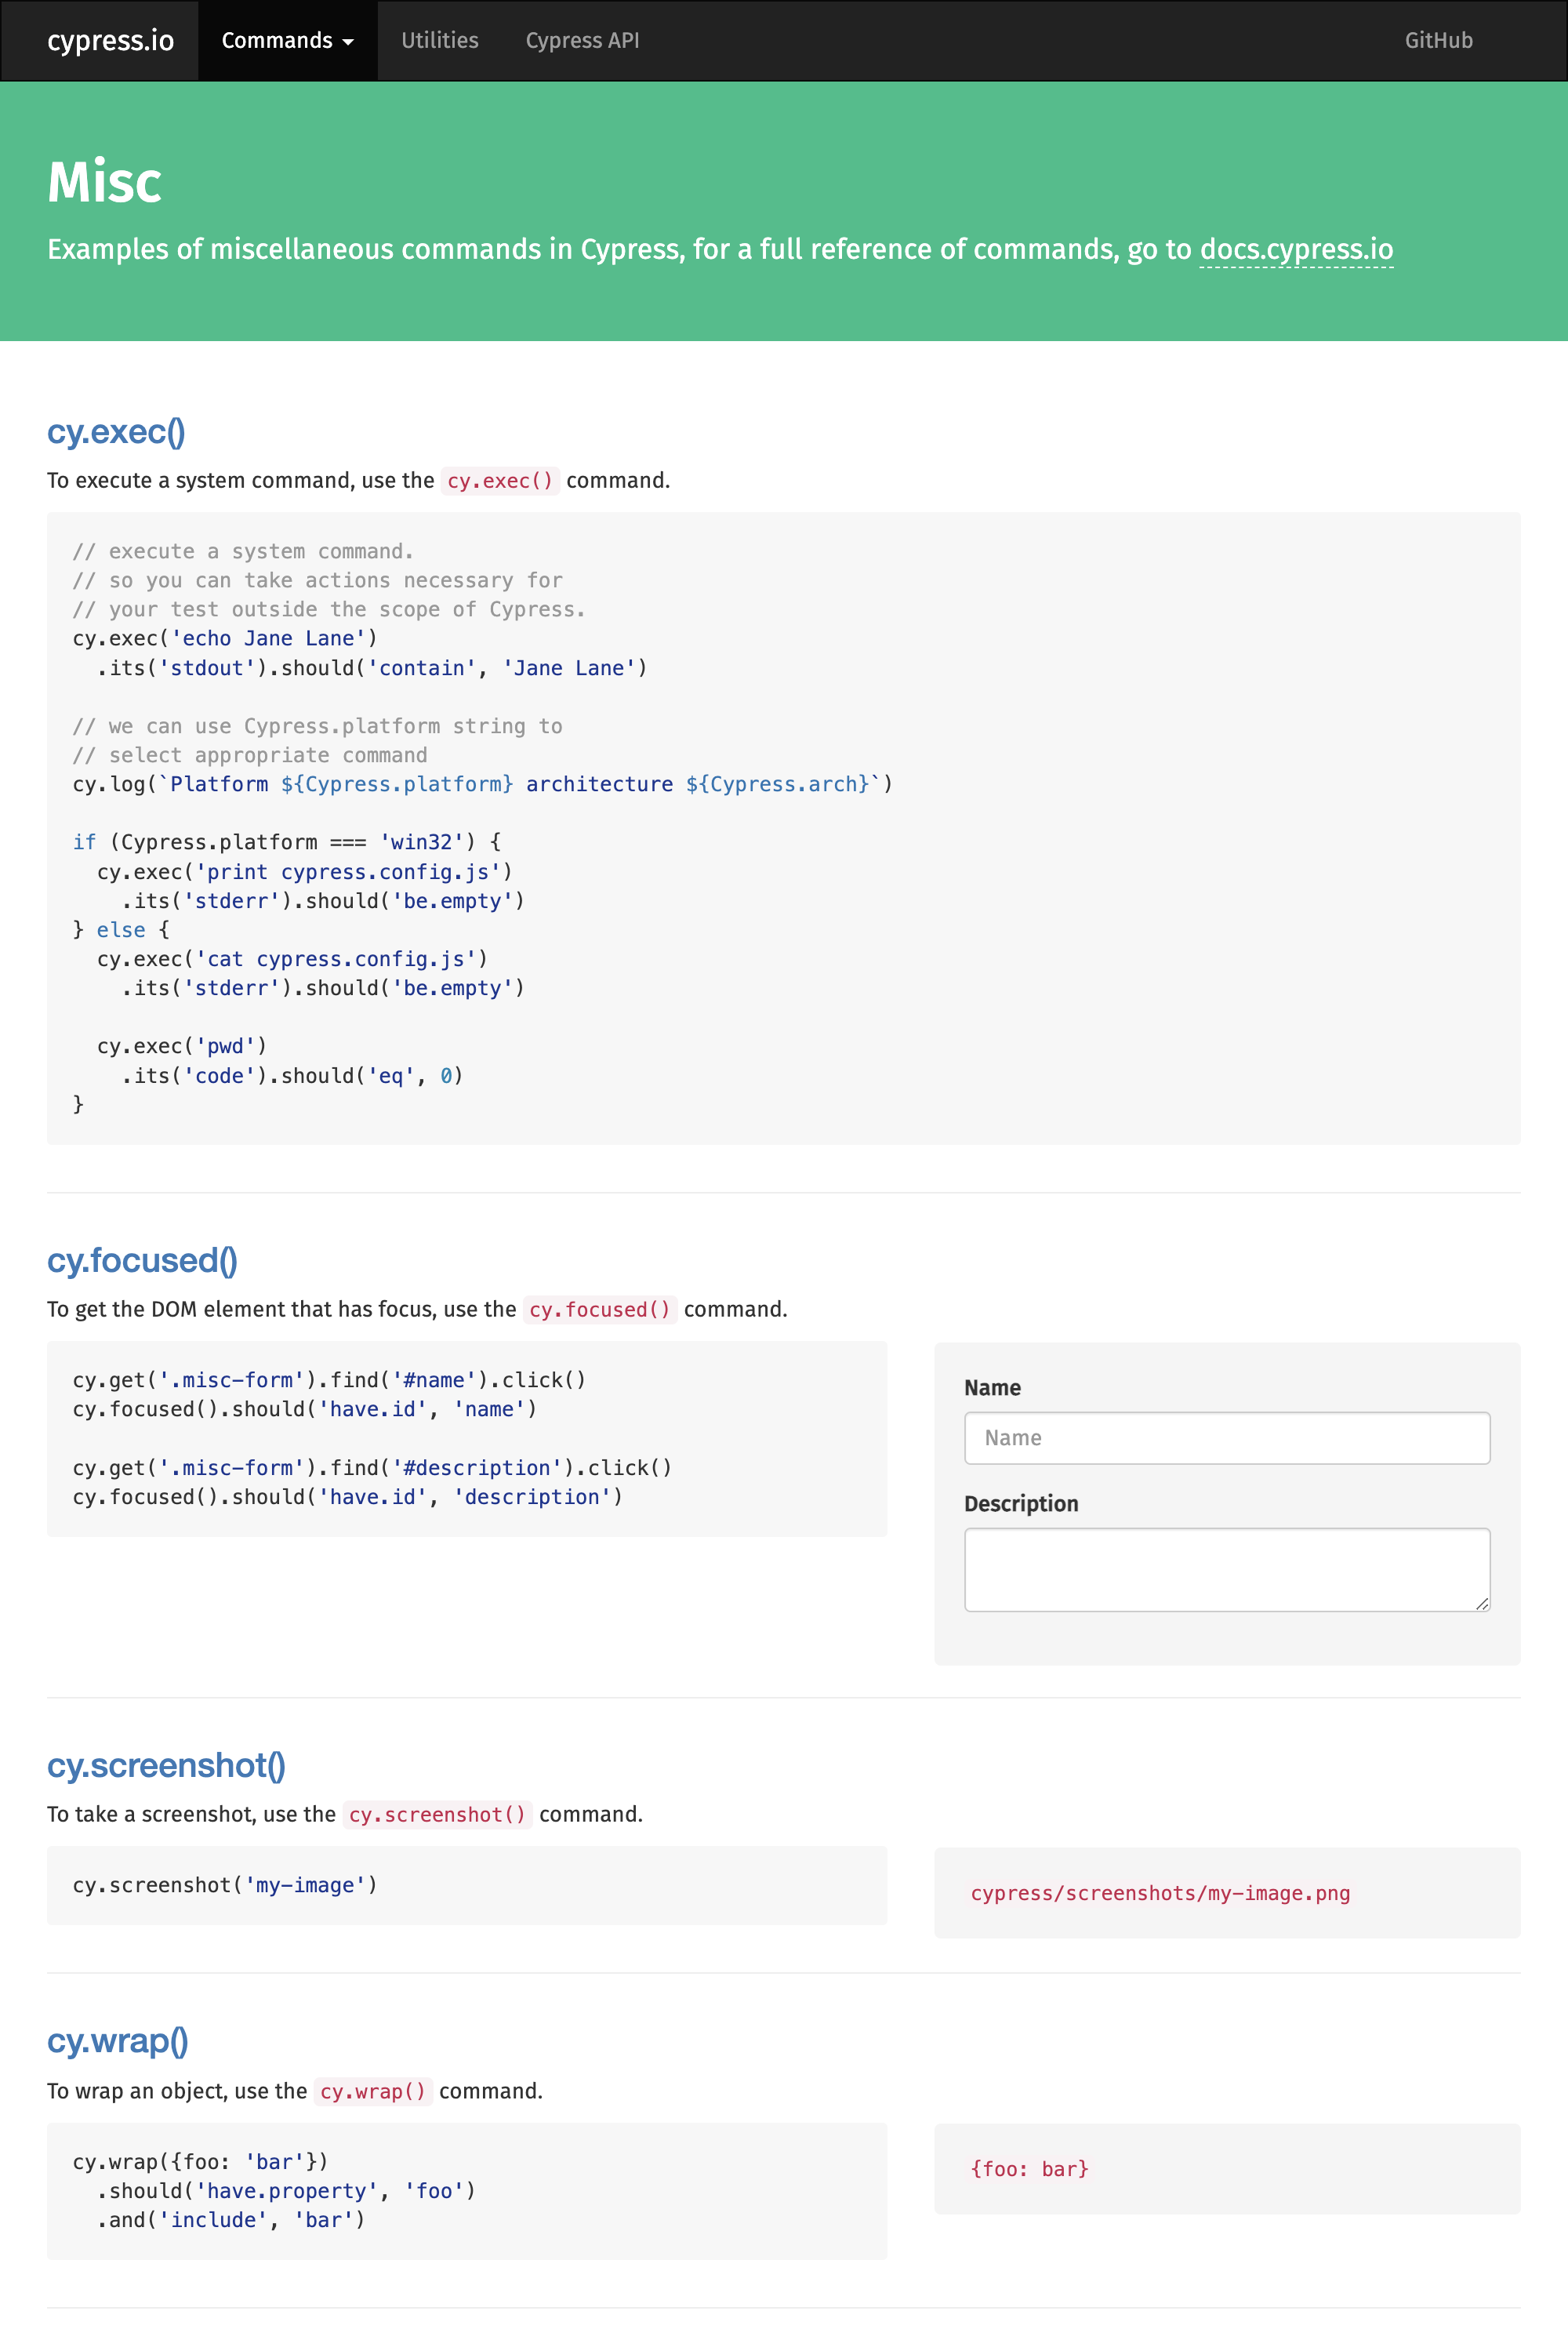 cypress.io Commands Utilities Cypress API GitHub
Misc
Examples of miscellaneous commands in Cypress, for a full reference of commands, go to docs.cypress.io
cy.exec()
To execute a system command, use the cy.exec() command.
// execute a system command.
// so you can take actions necessary for
// your test outside the scope of Cypress.
cy.exec('echo Jane Lane')
  .its('stdout').should('contain', 'Jane Lane')
// we can use Cypress.platform string to
// select appropriate command
cy.log(`Platform ${Cypress.platform} architecture ${Cypress.arch}`)
if (Cypress.platform === 'win32') {
  cy.exec('print cypress.config.js')
    .its('stderr').should('be.empty')
} else {
  cy.exec('cat cypress.config.js')
    .its('stderr').should('be.empty')
  cy.exec('pwd')
    .its('code').should('eq', 0)
}
cy.focused()
To get the DOM element that has focus, use the cy.focused() command.
cy.get('.misc-form').find('#name').click()
cy.focused().should('have.id', 'name')
cy.get('.misc-form').find('#description').click()
cy.focused().should('have.id', 'description')
Name
Name
Description
cy.screenshot()
To take a screenshot, use the cy.screenshot() command.
cy.screenshot('my-image')
cypress/screenshots/my-image.png
cy.wrap()
To wrap an object, use the cy.wrap() command.
cy.wrap({foo: 'bar'})
  .should('have.property', 'foo')
  .and('include', 'bar')
{foo: bar}